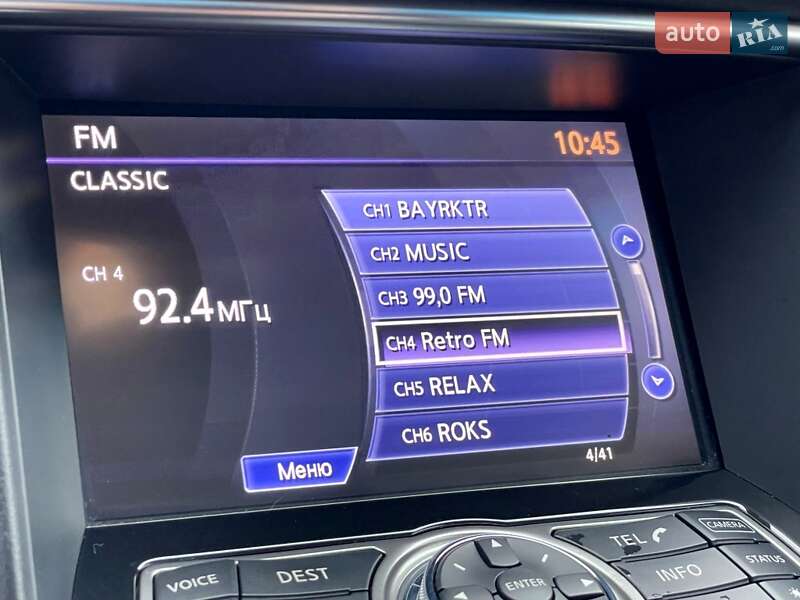 auto RIA .com
FM
10:45
CLASSIC
CH 4
92.4 МГц
CH1 BAYRKTR
CH2 MUSIC
CH3 99,0 FM
CH4 Retro FM
CH5 RELAX
CH6 ROKS
4/41
Меню
VOICE
DEST
ENTER
TEL
INFO
CAMERA
STATUS